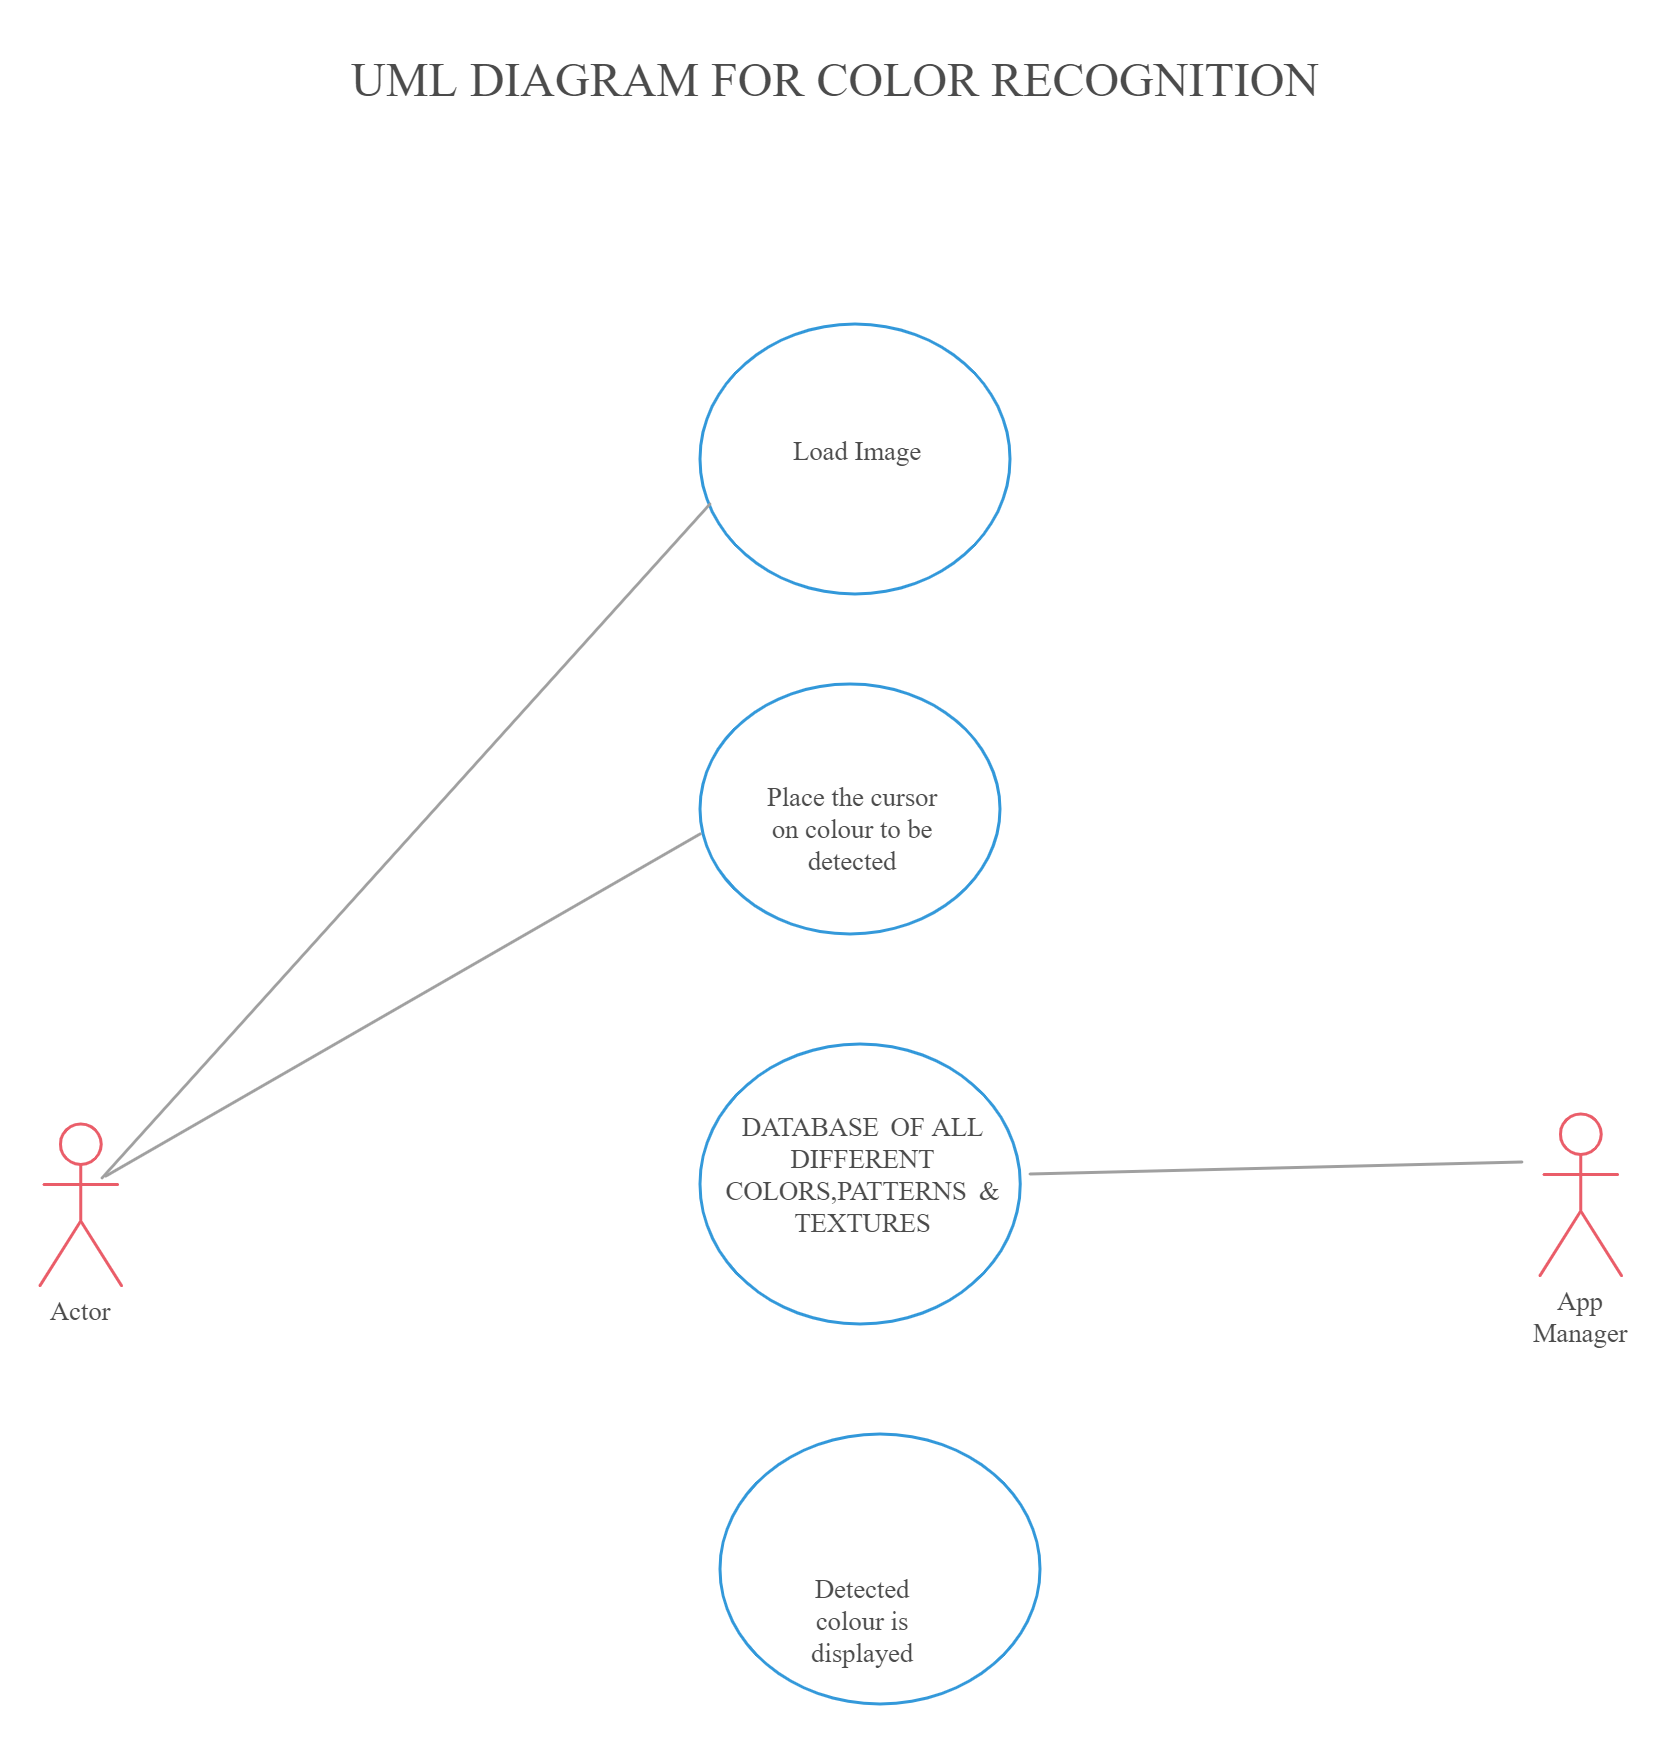 UML DIAGRAM FOR COLOR RECOGNITION
Load Image
Place the cursor
on colour to be
detected
DATABASE OF ALL
DIFFERENT
COLORS,PATTERNS &
TEXTURES
Actor
App
Manager
Detected
colour is
displayed